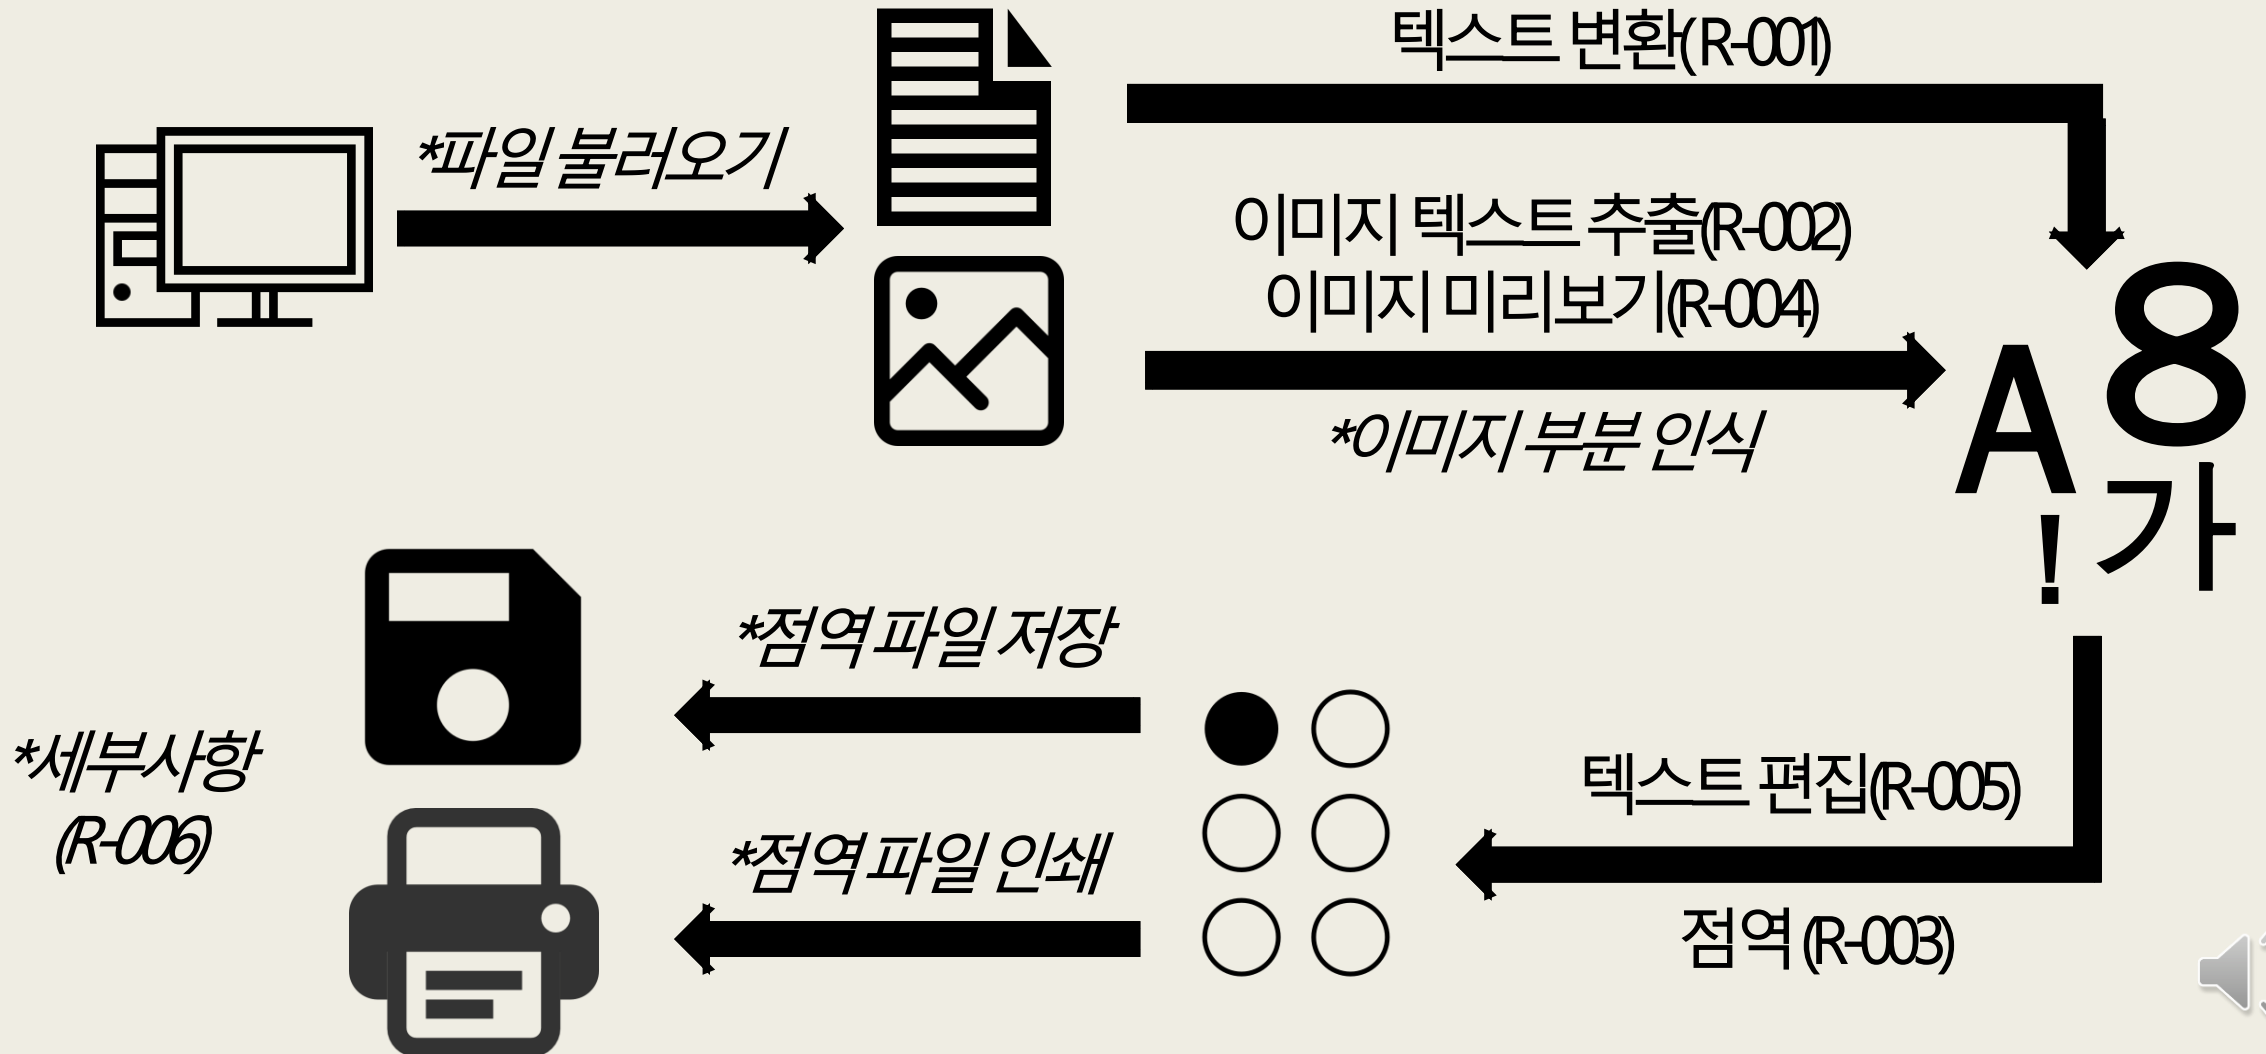 텍스트 변환(R-001)
*파일 불러오기
이미지 텍스트 추출(R-002)
이미지 미리보기(R-004)
*이미지 부분 인식
A
8
!
가
*점역 파일 저장
*세부사항
(R-006)
텍스트 편집(R-005)
*점역 파일 인쇄
점역 (R-003)